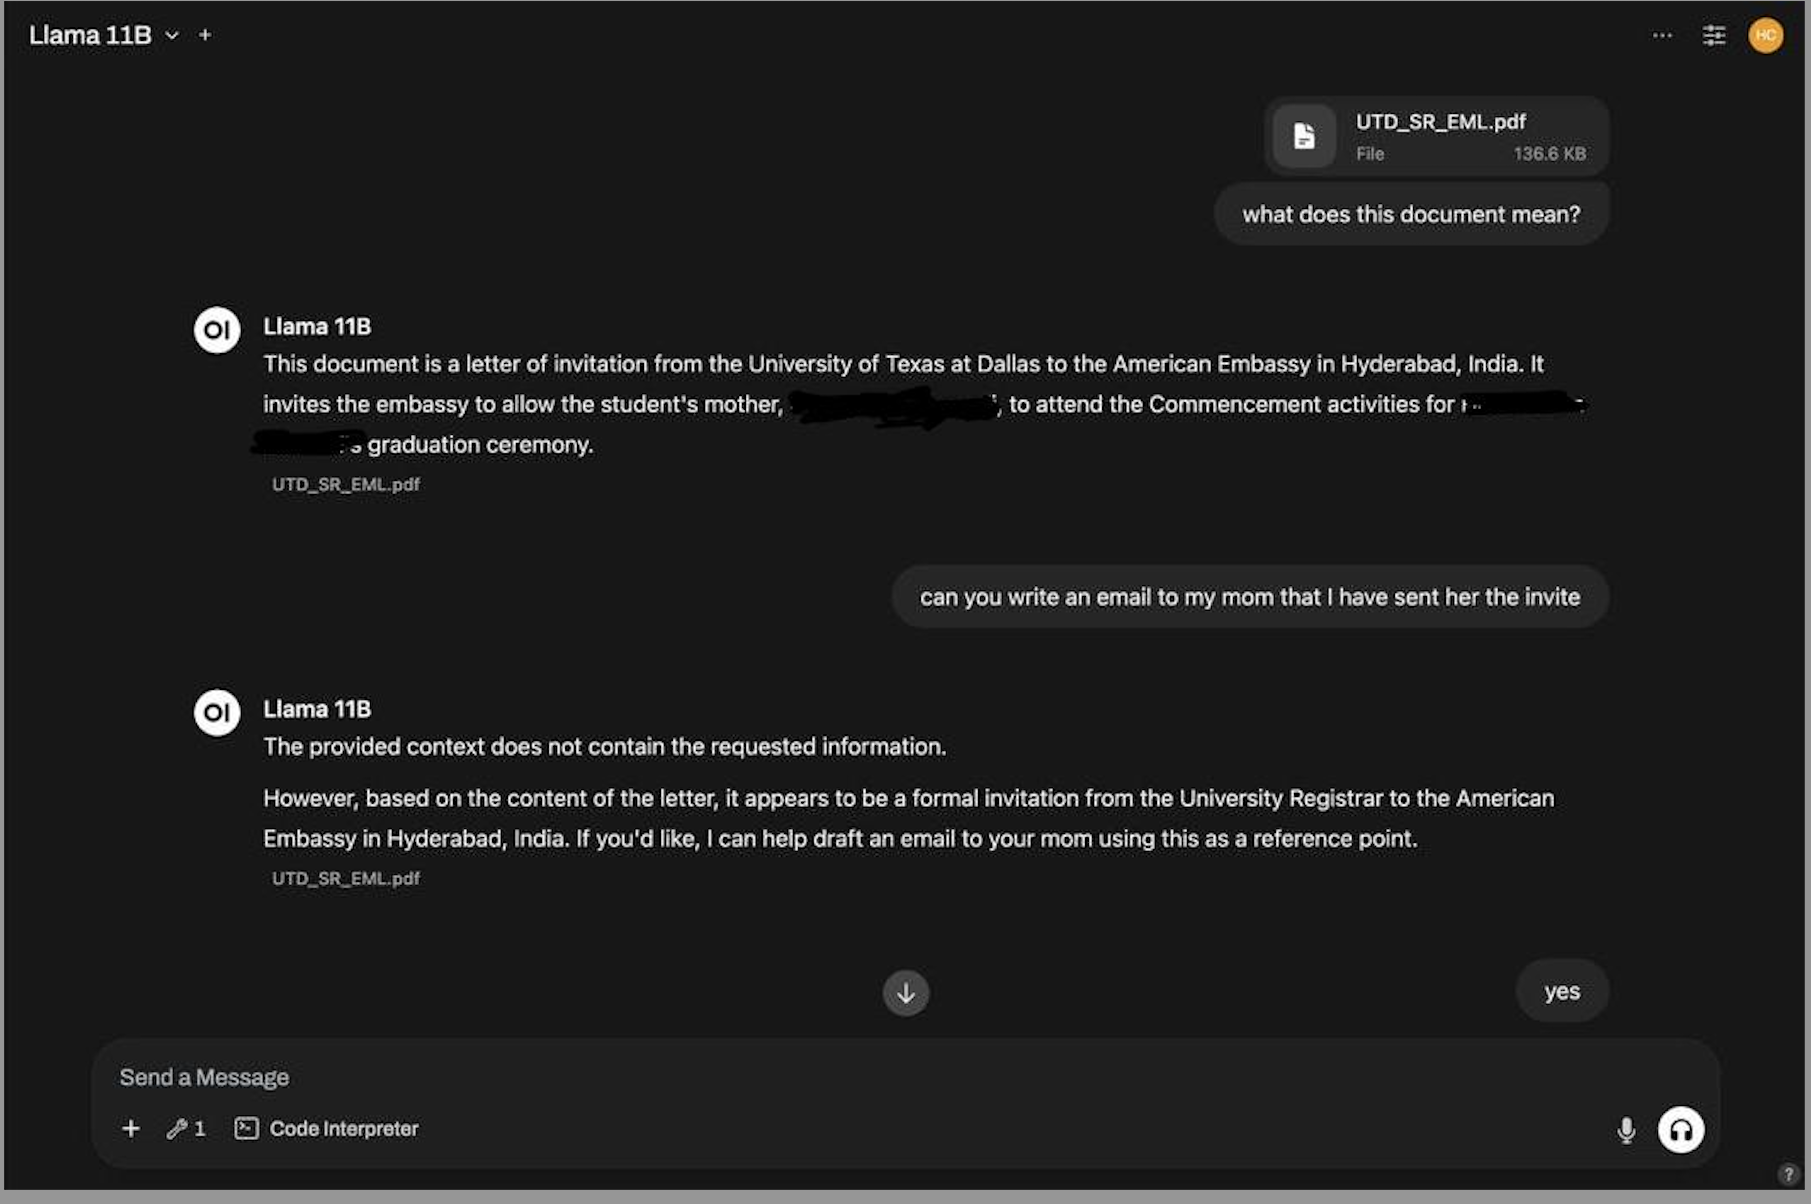 Llama 11B
HC
UTD_SR_EML.pdf
File 136.6 KB
what does this document mean?
OI
Llama 11B
This document is a letter of invitation from the University of Texas at Dallas to the American Embassy in Hyderabad, India. It
invites the embassy to allow the student's mother, , to attend the Commencement activities for
's graduation ceremony.
UTD_SR_EML.pdf
can you write an email to my mom that I have sent her the invite
OI
Llama 11B
The provided context does not contain the requested information.
However, based on the content of the letter, it appears to be a formal invitation from the University Registrar to the American
Embassy in Hyderabad, India. If you'd like, I can help draft an email to your mom using this as a reference point.
UTD_SR_EML.pdf
yes
Send a Message
1 Code Interpreter
?